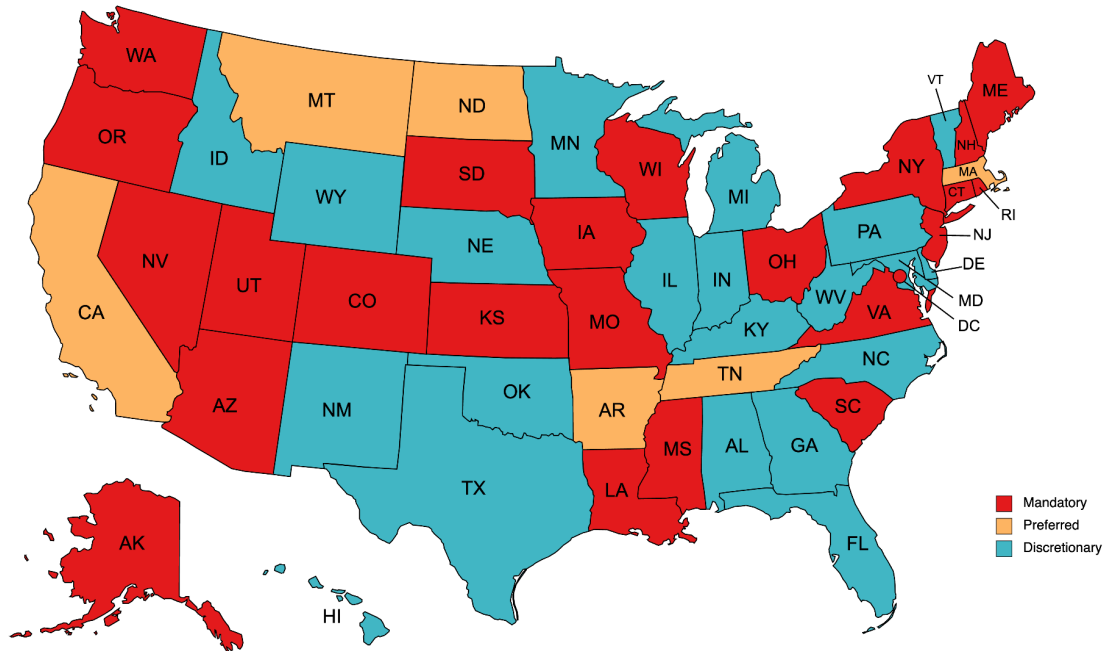 WA
MT
ND
VT
ME
OR
MN
ID
SD
WI
NY
NH
MA
WY
MI
CT
RI
IA
NE
PA
NJ
NV
UT
OH
DE
CO
IL
IN
WV
MD
CA
KS
MO
KY
VA
DC
NC
TN
AZ
OK
NM
AR
SC
MS
AL
GA
TX
LA
AK
FL
HI
Mandatory
Preferred
Discretionary